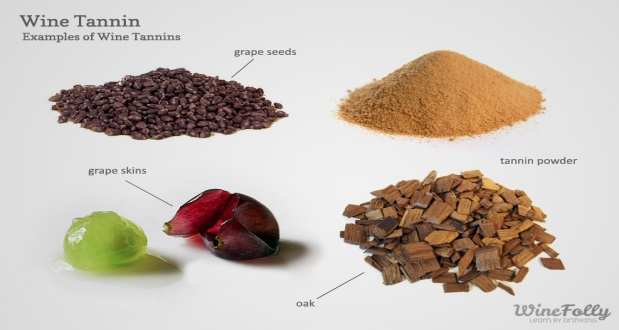 Wine Tannin
Examples of Wine Tannins
grape seeds
tannin powder
grape skins
oak
WineFolly
LEARN BY DRINKING